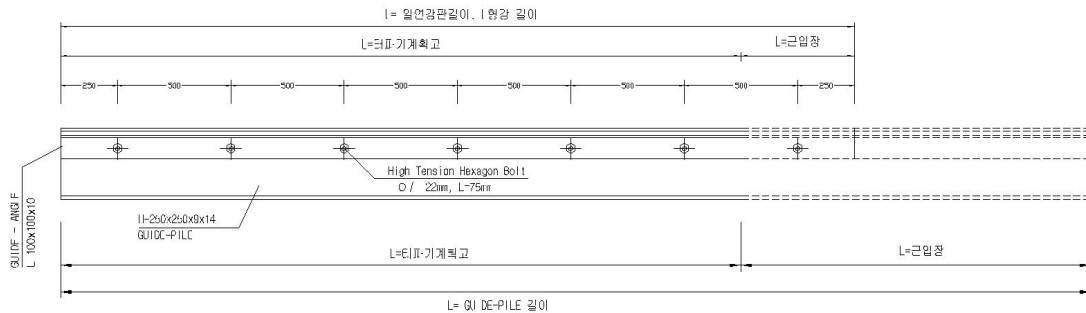 l = 일면강판길이, l 형강 길이
L=터파기계획고
L=근입장
250 500 500 500 500 500 500 250
High Tension Hexagon Bolt
22mm, L=75mm
H-250x250x9x14
GUIDE-PILE
GUIDE - ANGLE
L 100x100x10
L=터파기계획고
L=근입장
L= GUIDE-PILE 길이